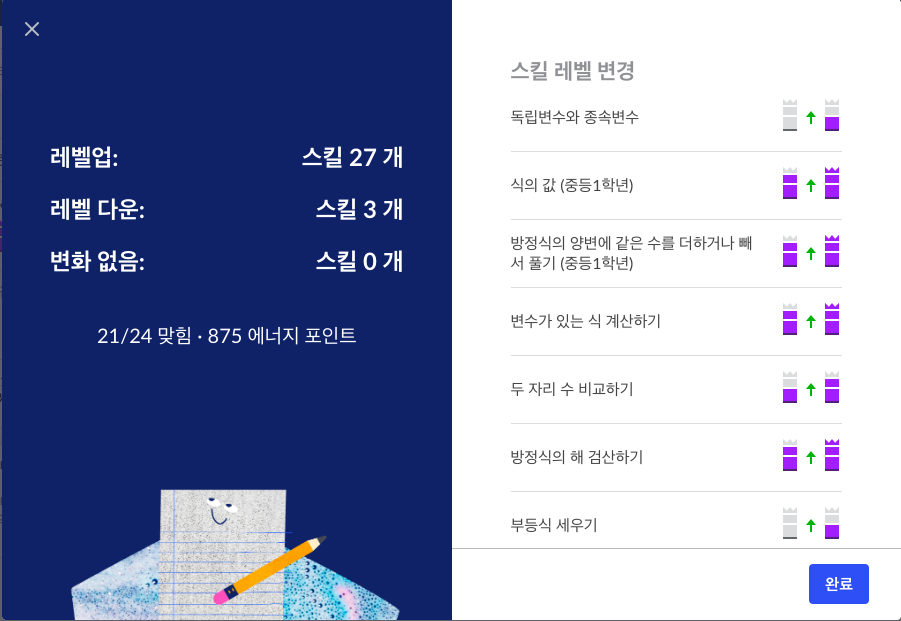 레벨업: 스킬 27 개
레벨 다운: 스킬 3 개
변화 없음: 스킬 0 개
21/24 맞힘 · 875 에너지 포인트
스킬 레벨 변경
독립변수와 종속변수
식의 값 (중등1학년)
방정식의 양변에 같은 수를 더하거나 빼
서 풀기 (중등1학년)
변수가 있는 식 계산하기
두 자리 수 비교하기
방정식의 해 검산하기
부등식 세우기
완료